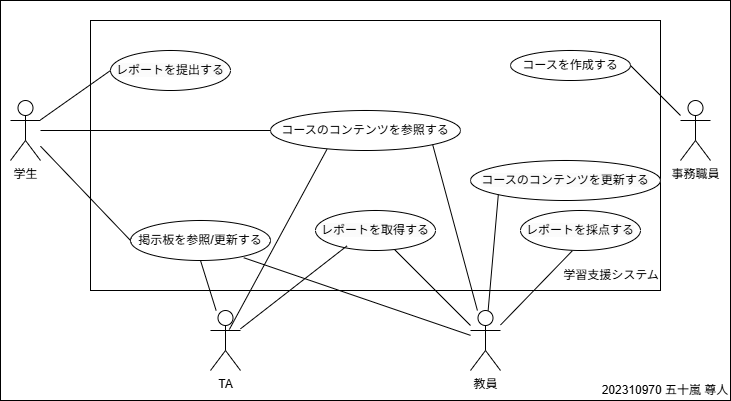 レポートを提出する
コースを作成する
コースのコンテンツを参照する
学生
事務職員
コースのコンテンツを更新する
掲示板を参照/更新する
レポートを取得する
レポートを採点する
学習支援システム
TA
教員
202310970 五十嵐 尊人